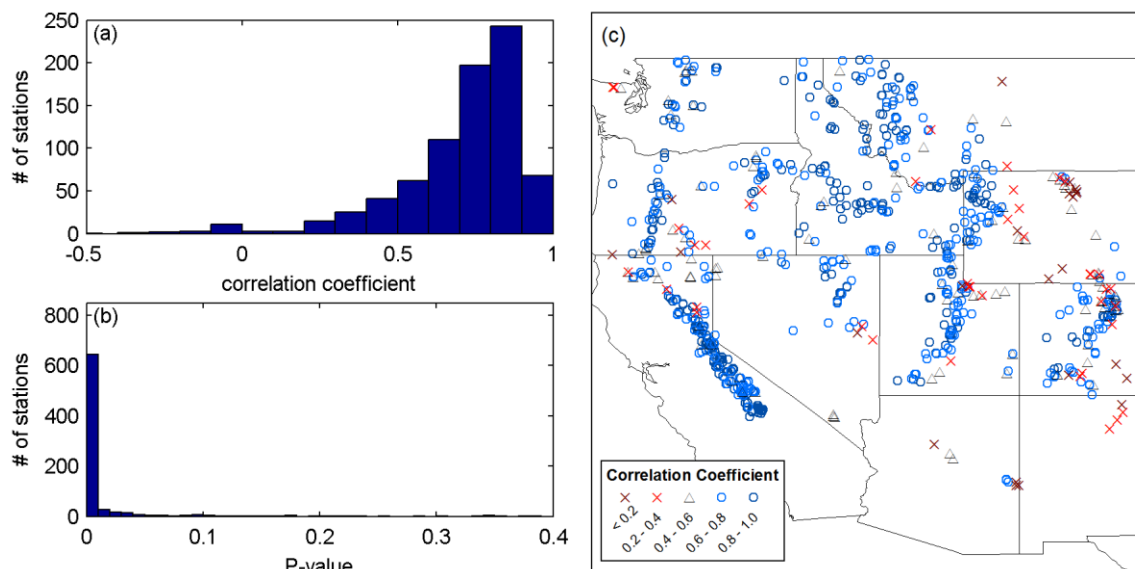 (a)
250
200
150
100
50
0
# of stations
-0.5 0 0.5 1
correlation coefficient
(b)
800
600
400
200
0
# of stations
0 0.1 0.2 0.3 0.4
P-value
(c)
Correlation Coefficient
< 0.2
0.2 - 0.4
0.4 - 0.6
0.6 - 0.8
0.8 - 1.0